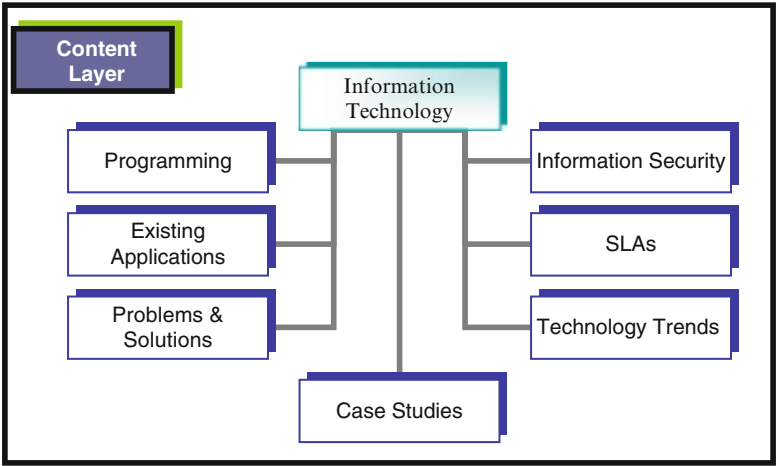 Content
Layer
Information
Technology
Programming
Information Security
Existing
Applications
SLAs
Problems &
Solutions
Technology Trends
Case Studies